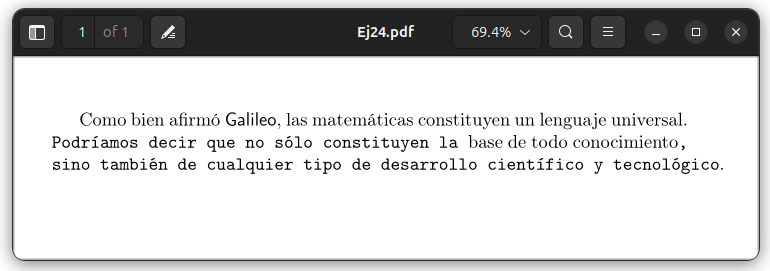 1 of 1 Ej24.pdf 69.4%
Como bien afirmó Galileo, las matemáticas constituyen un lenguaje universal.
Podríamos decir que no sólo constituyen la base de todo conocimiento,
sino también de cualquier tipo de desarrollo científico y tecnológico.